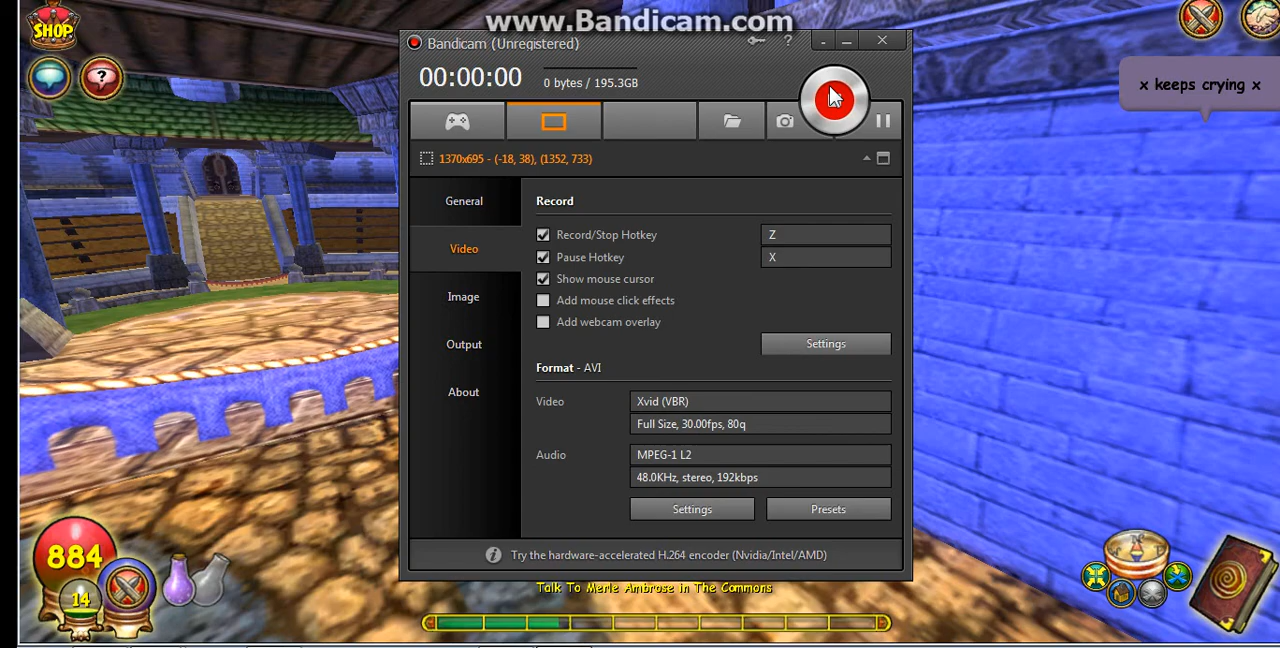 www.Bandicam.com
SHOP
?
Bandicam (Unregistered)
?
x keeps crying x
00:00:00
0 bytes / 195.3GB
1370x695 - (-18, 38), (1352, 733)
General
Video
Image
Output
About
Record
Record/Stop Hotkey
Z
Pause Hotkey
X
Show mouse cursor
Add mouse click effects
Add webcam overlay
Settings
Format - AVI
Video
Xvid (VBR)
Full Size, 30.00fps, 80q
Audio
MPEG-1 L2
48.0KHz, stereo, 192kbps
Settings
Presets
Try the hardware-accelerated H.264 encoder (Nvidia/Intel/AMD)
884
14
Talk To Merle Ambrose in The Commons